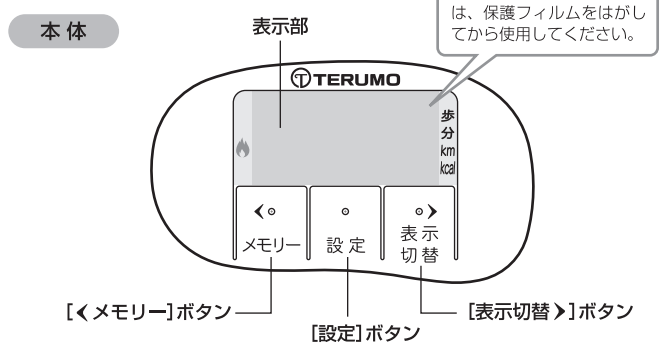 は、保護フィルムをはがし
てから使用してください。
本体
表示部
TERUMO
歩
分
km
kcal
メモリー
設定
表示
切替
[❮メモリー]ボタン
[設定]ボタン
[表示切替❯]ボタン